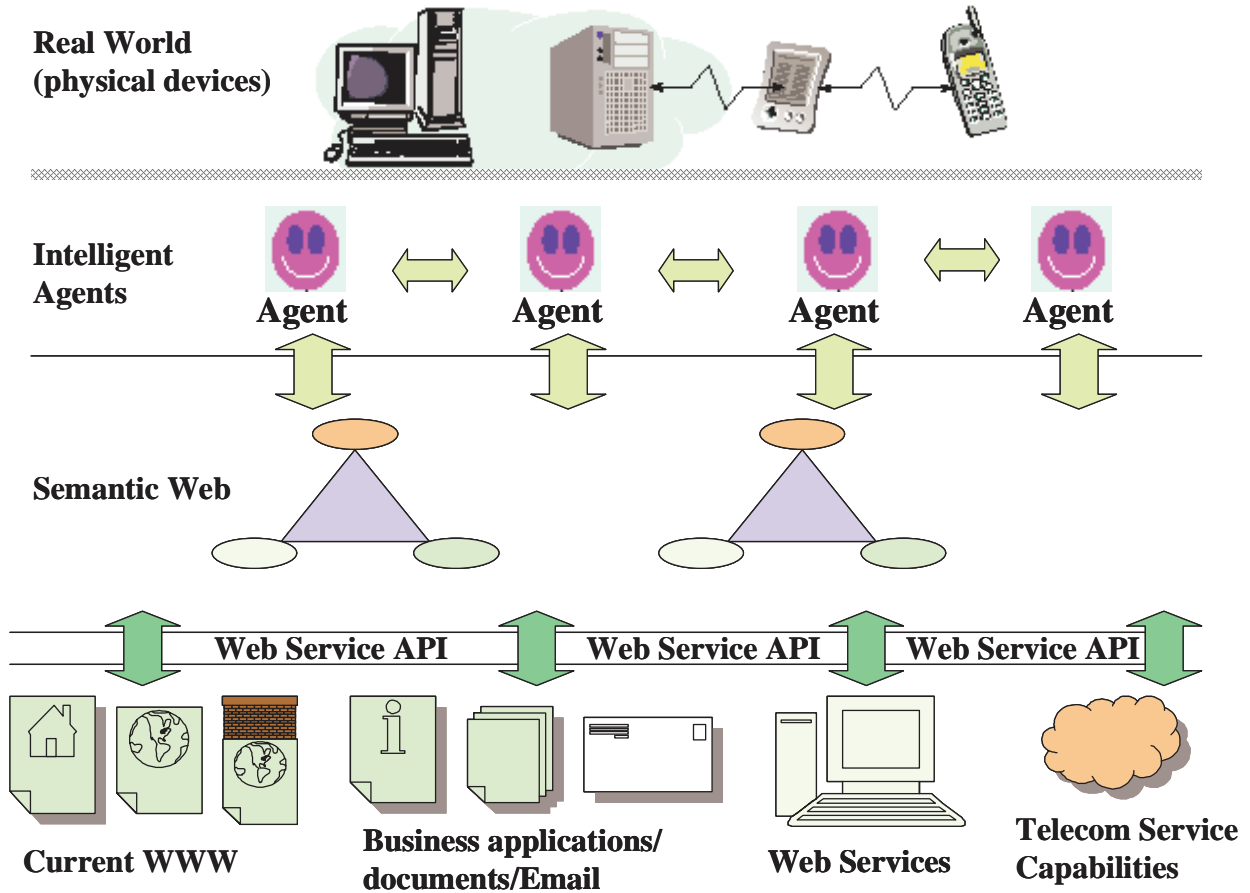 Real World
(physical devices)
Intelligent
Agents
Agent
Agent
Agent
Agent
Semantic Web
Web Service API
Web Service API
Web Service API
Current WWW
Business applications/
documents/Email
Web Services
Telecom Service
Capabilities